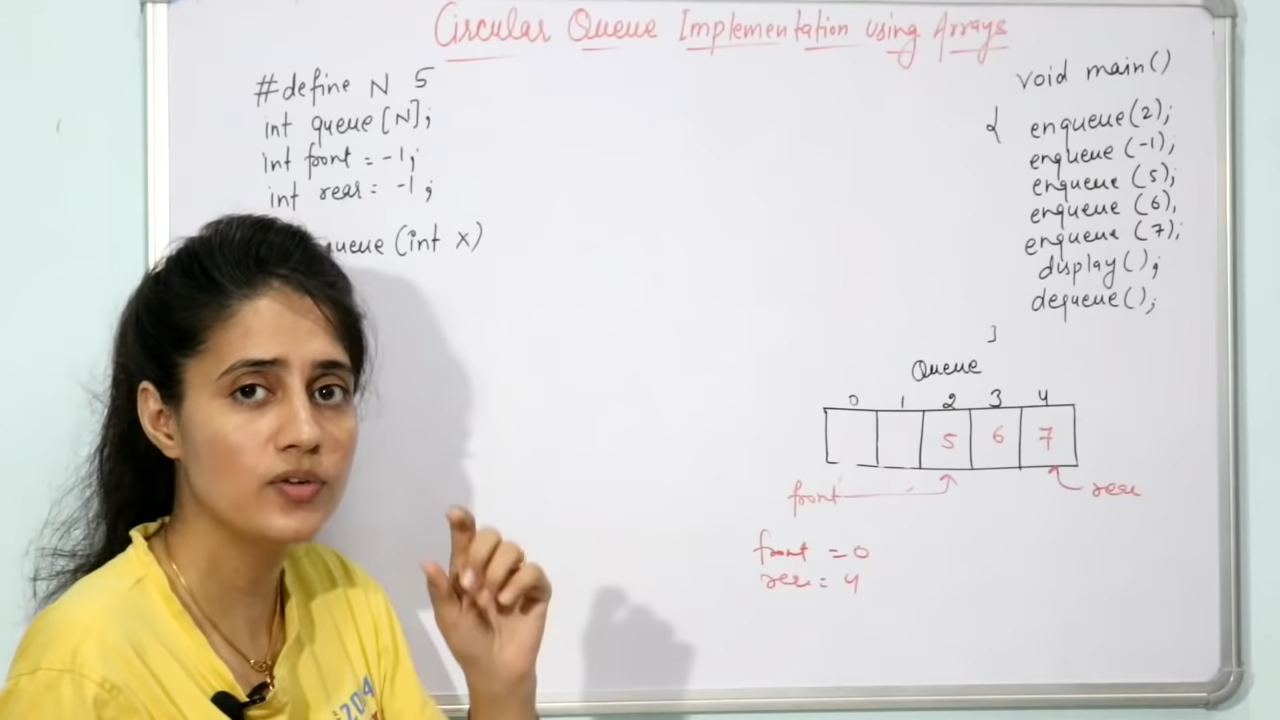 Circular Queue Implementation using Arrays
#define N 5
int queue[N];
int front = -1;
int rear = -1;
queue (int x)
void main()
{ enqueue(2);
enqueue(-1);
enqueue(5);
enqueue(6),
enqueue(7);
display();
dequeue();
}
Queue
0 1 2 3 4
5 6 7
front rear
front = 0
rear = 4
204